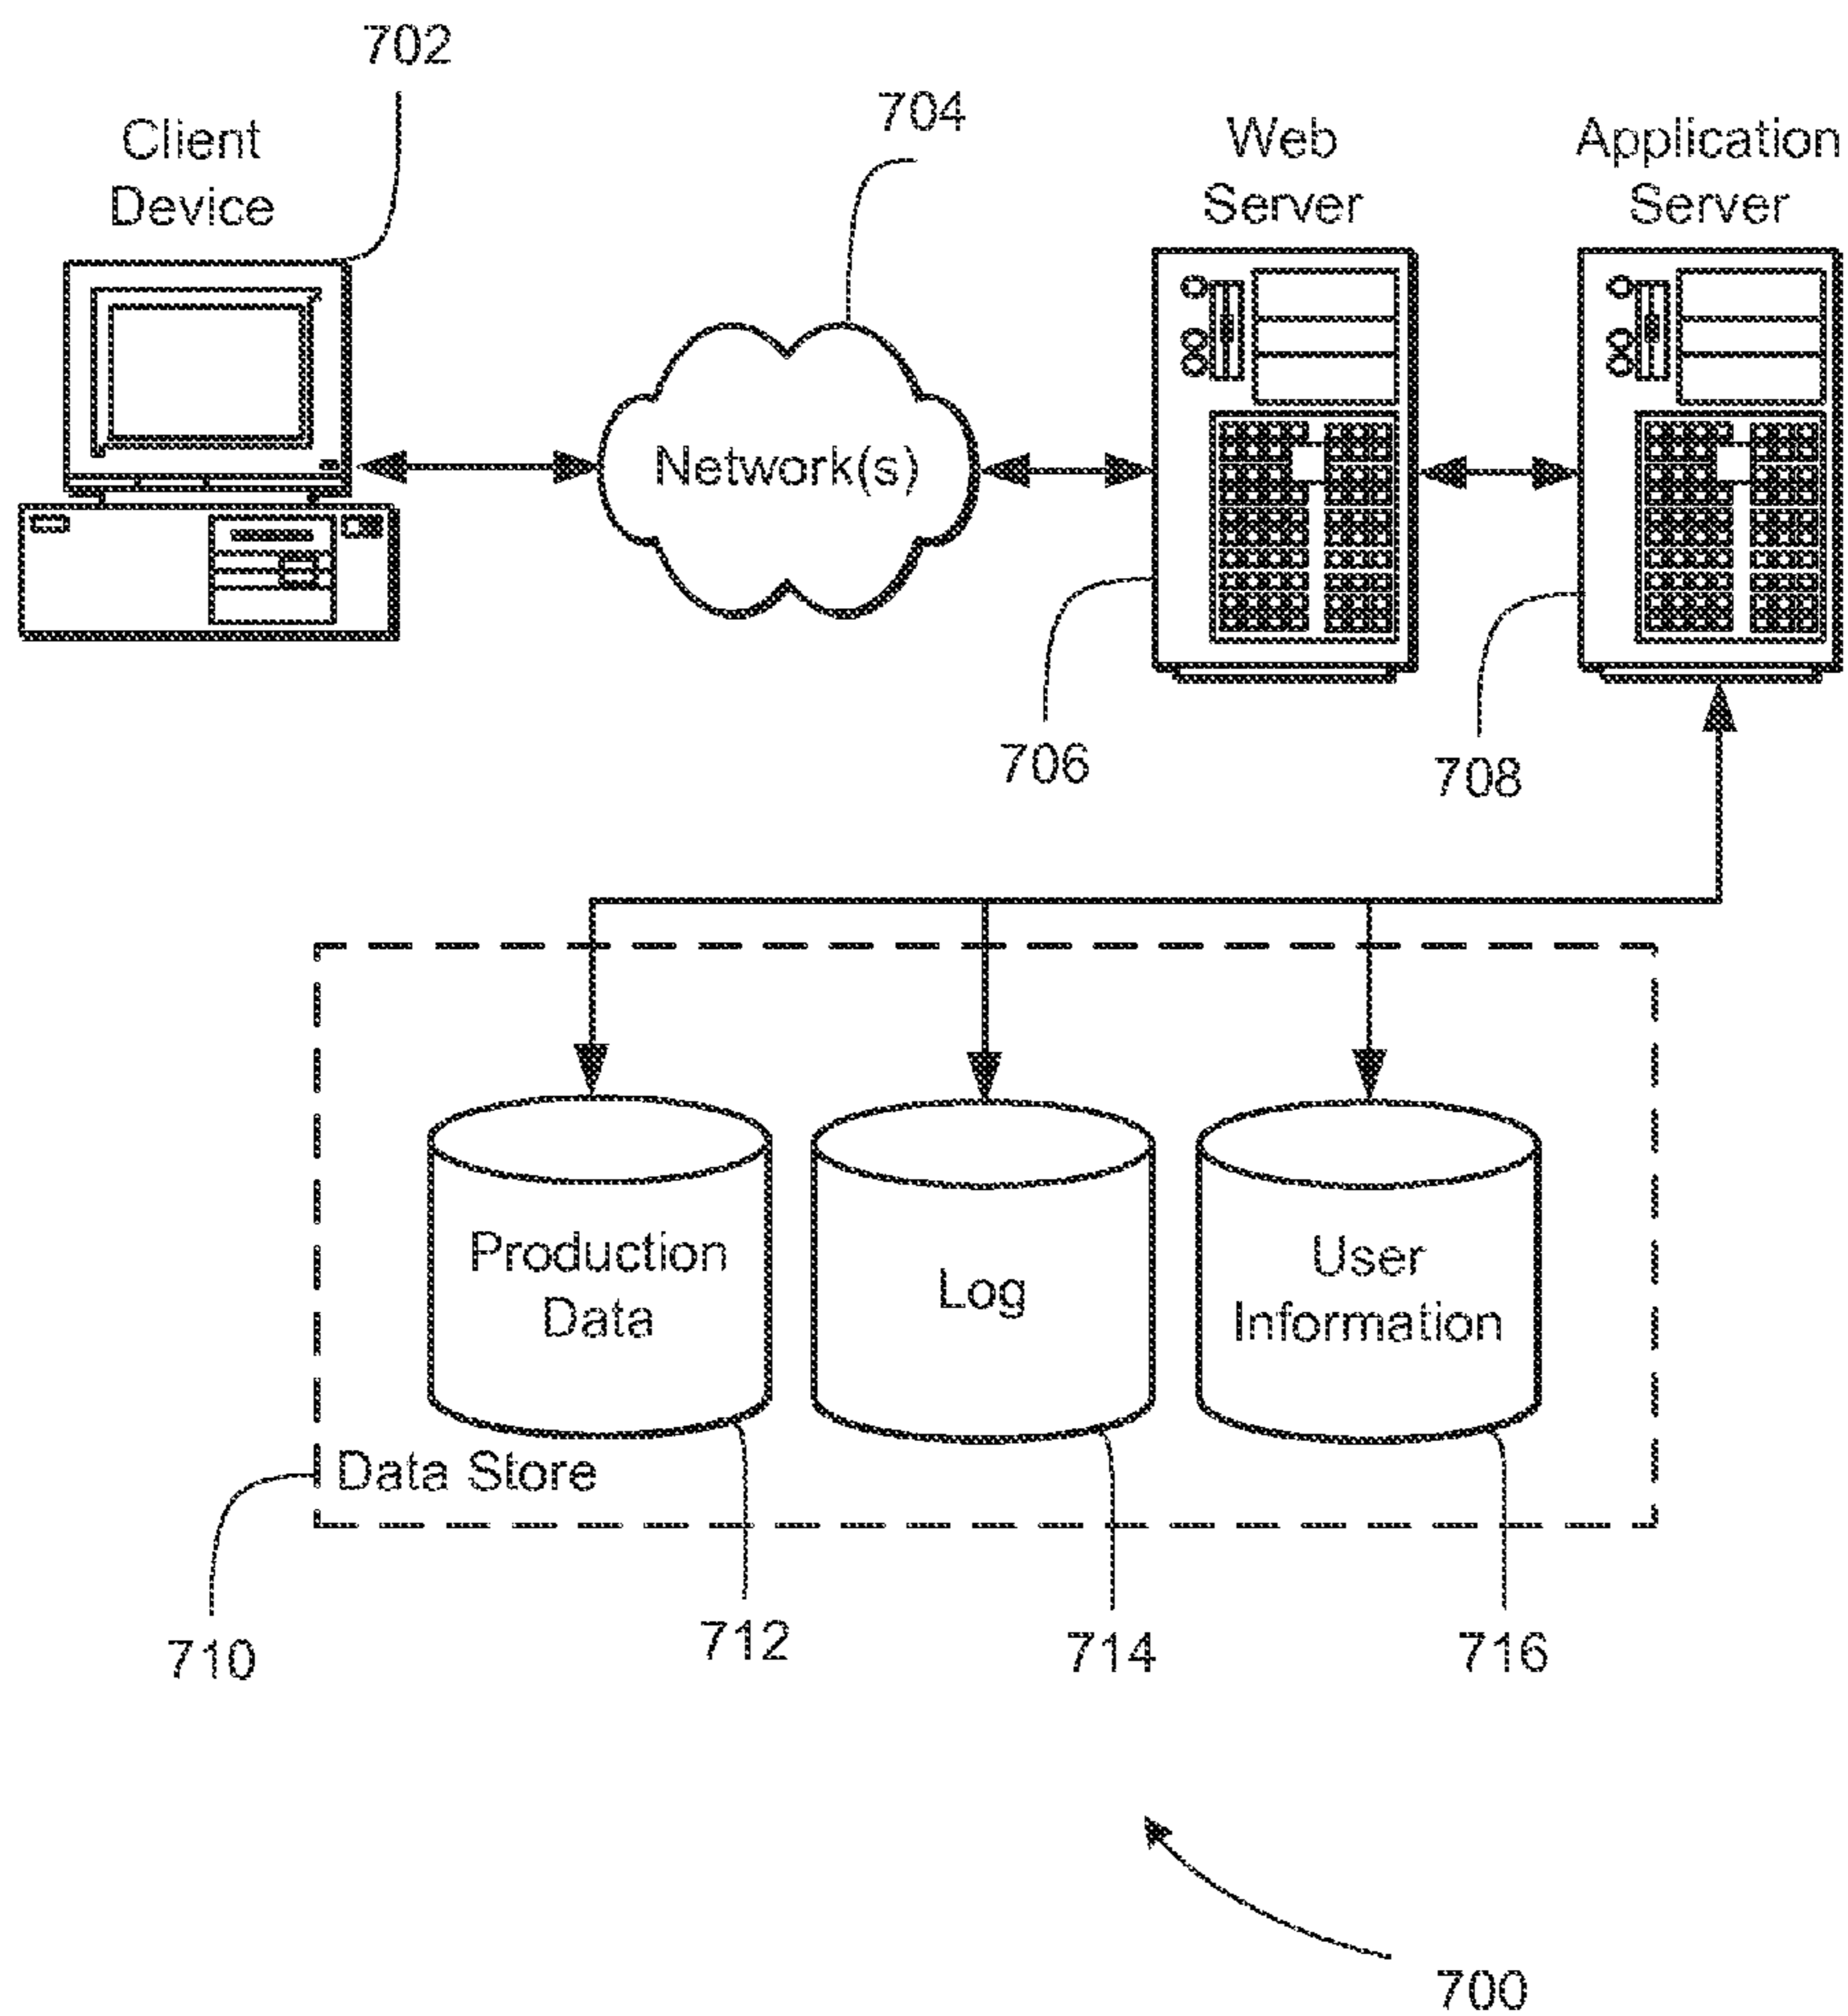 702
704
Client
Device
Web
Server
Application
Server
Network(s)
706
708
Production
Data
Log
User
Information
Data Store
710
712
714
716
700